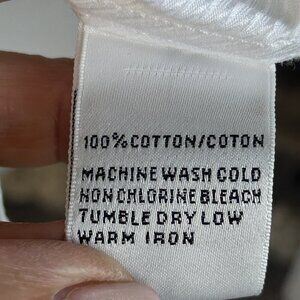 100% COTTON/COTON
MACHINE WASH COLD
NON CHLORINE BLEACH
TUMBLE DRY LOW
WARM IRON